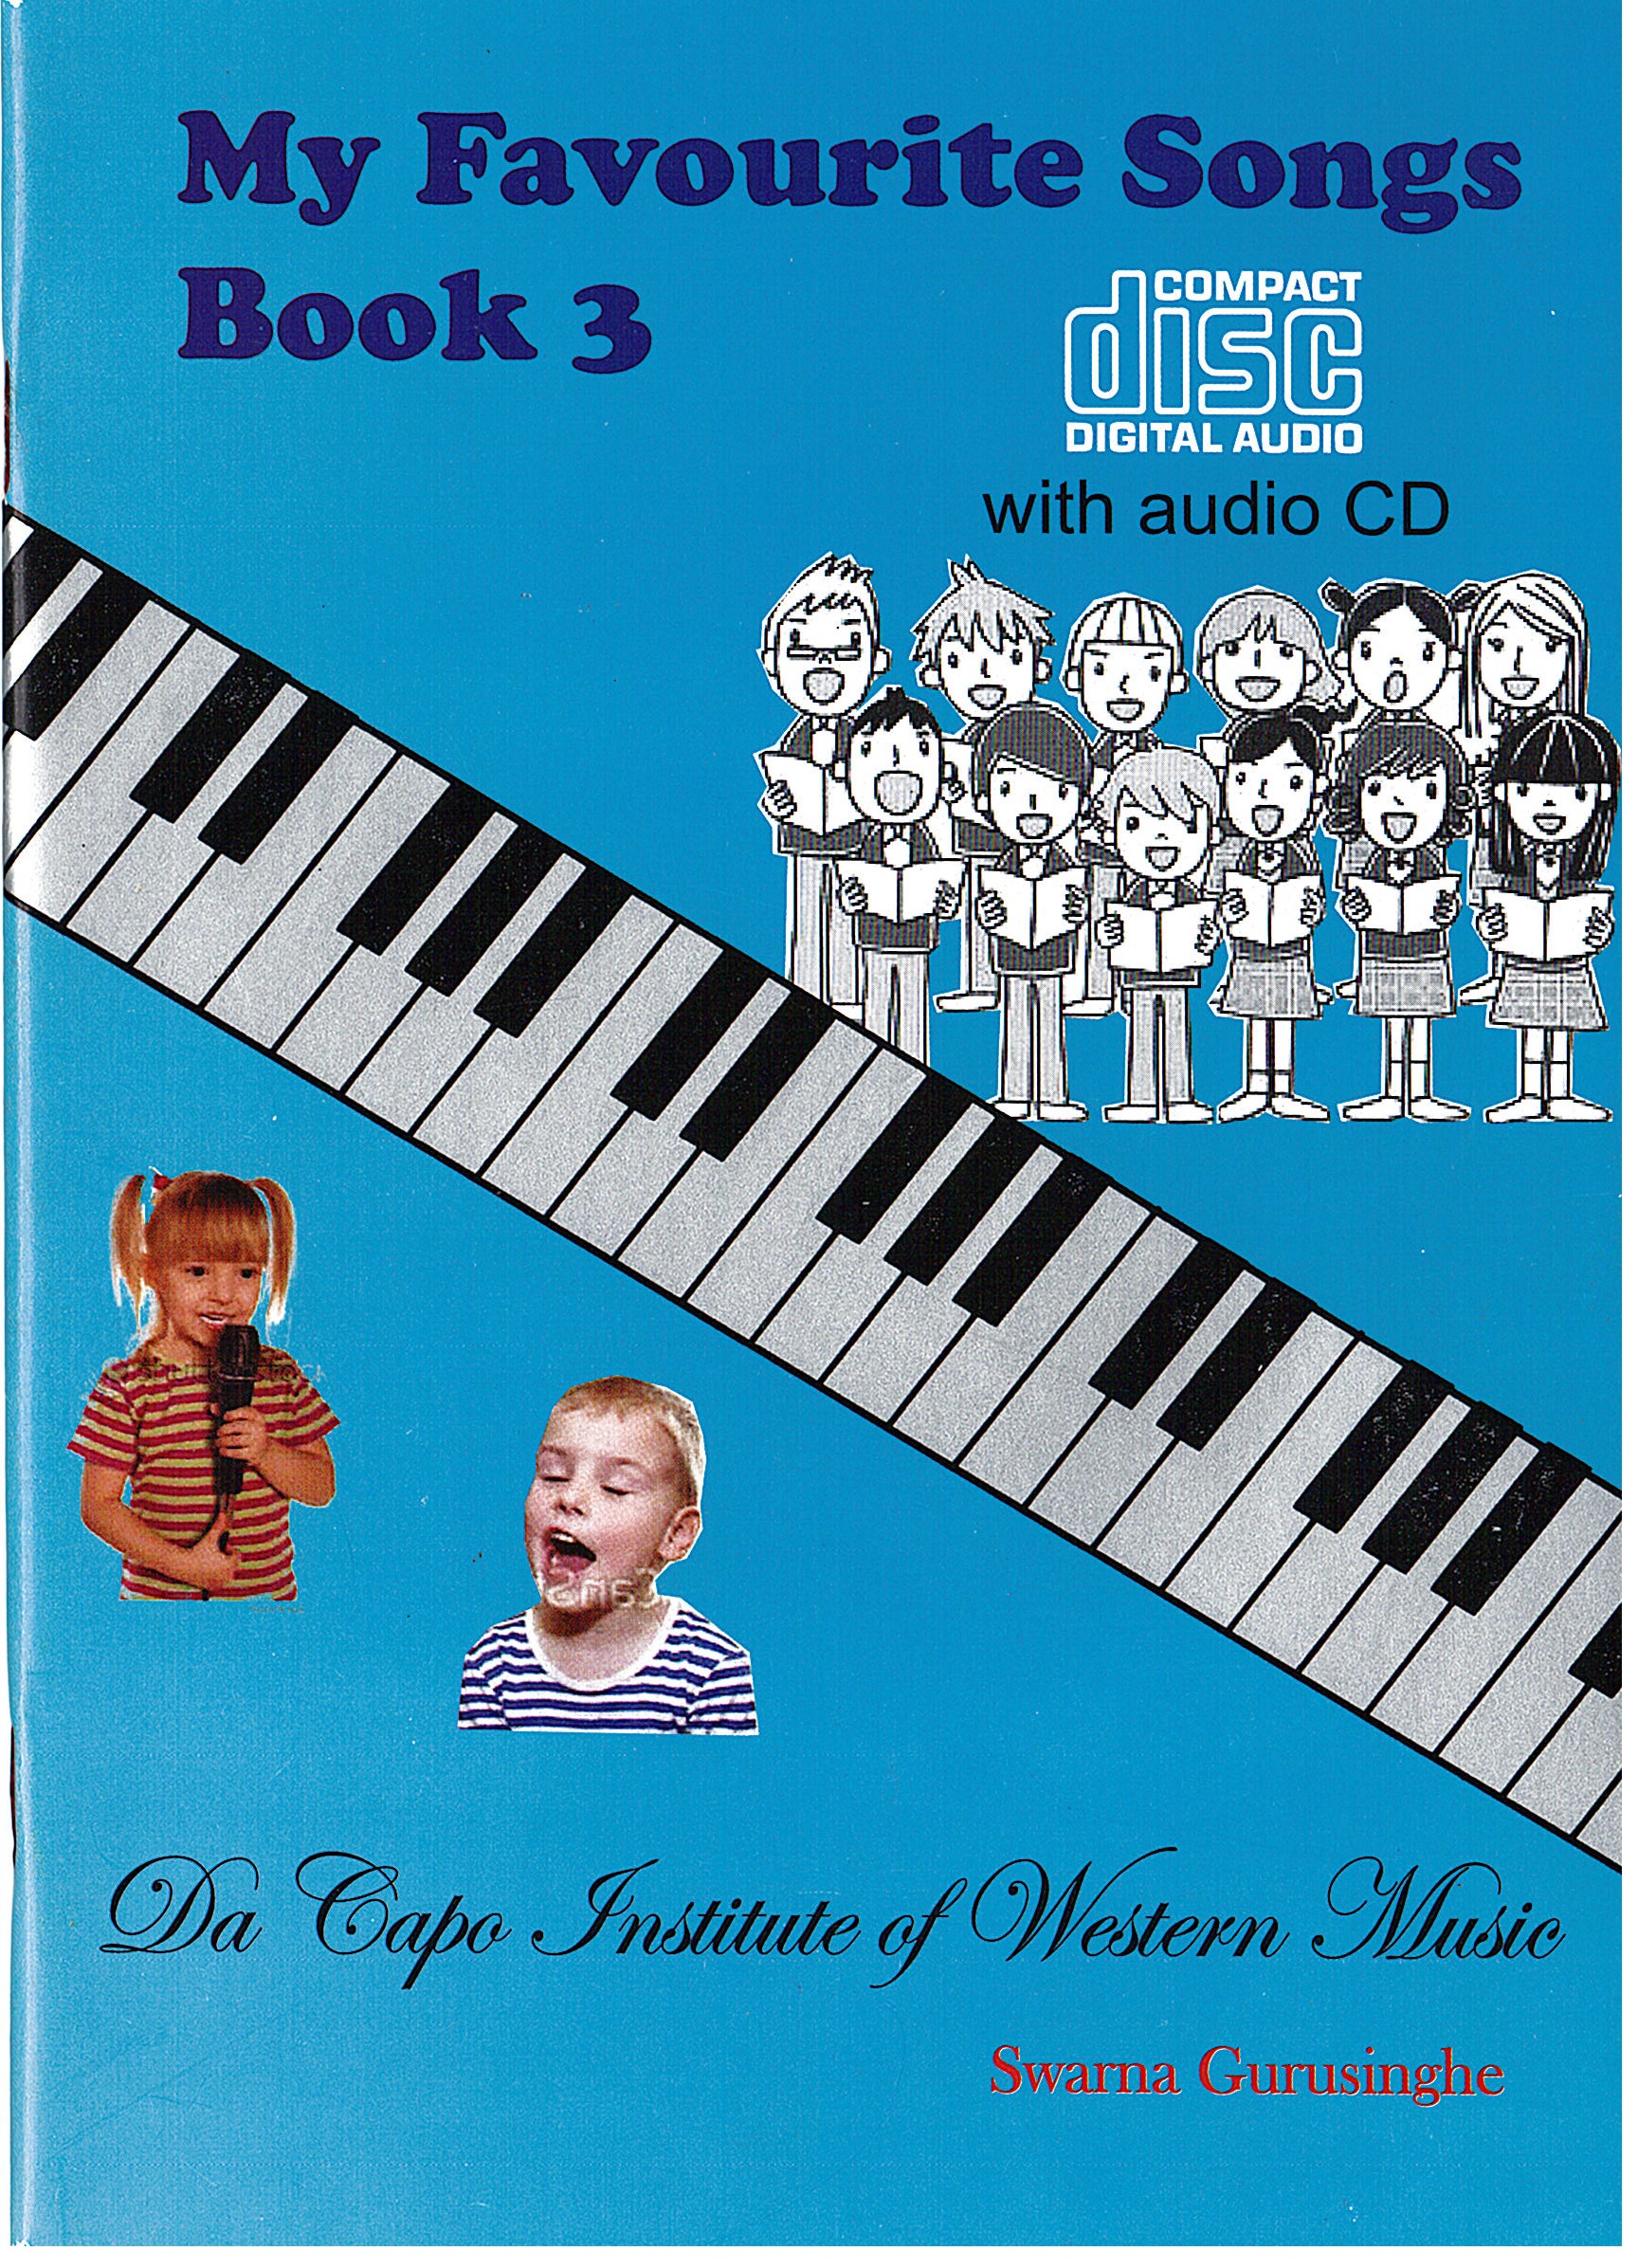 My Favourite Songs
Book 3
COMPACT
disc
DIGITAL AUDIO
with audio CD
shutterstock
Da Capo Institute of Western Music
Swarna Gurusinghe